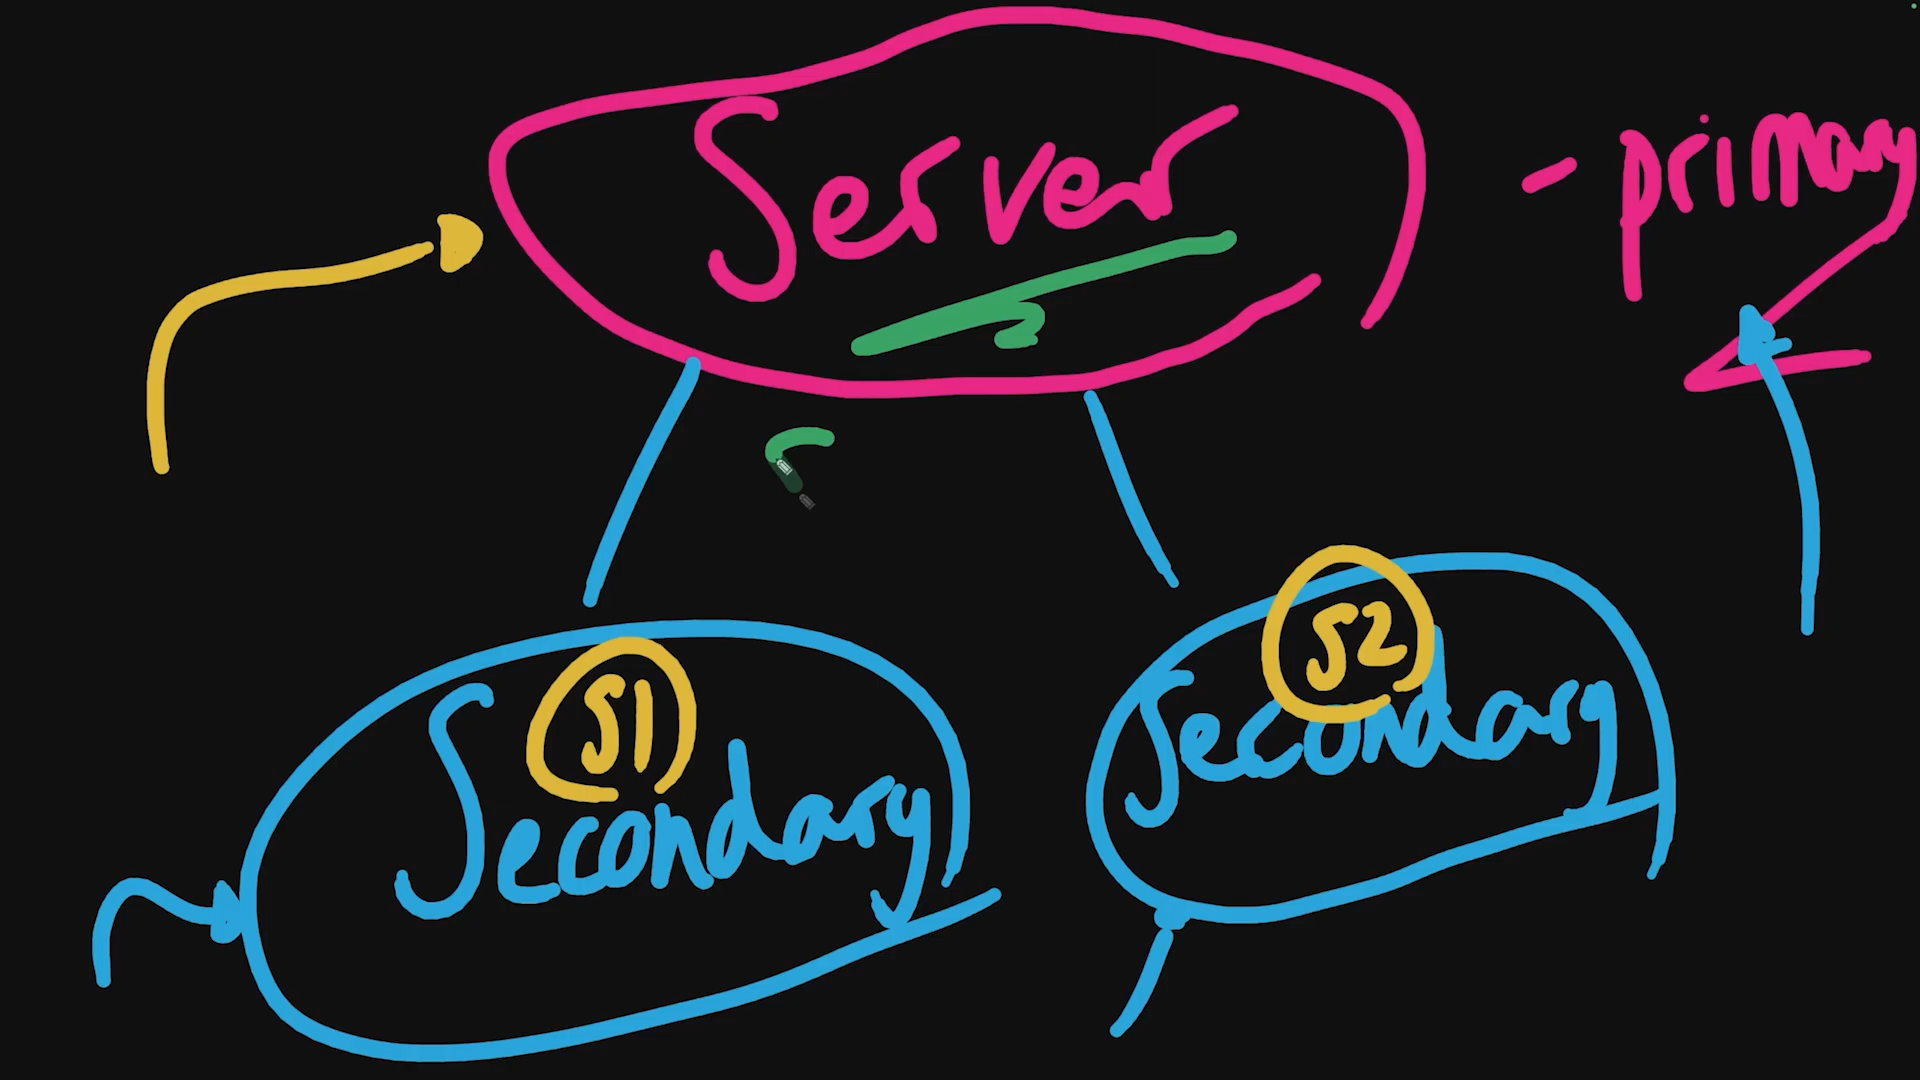 Server
- primary
S1
Secondary
S2
Secondary